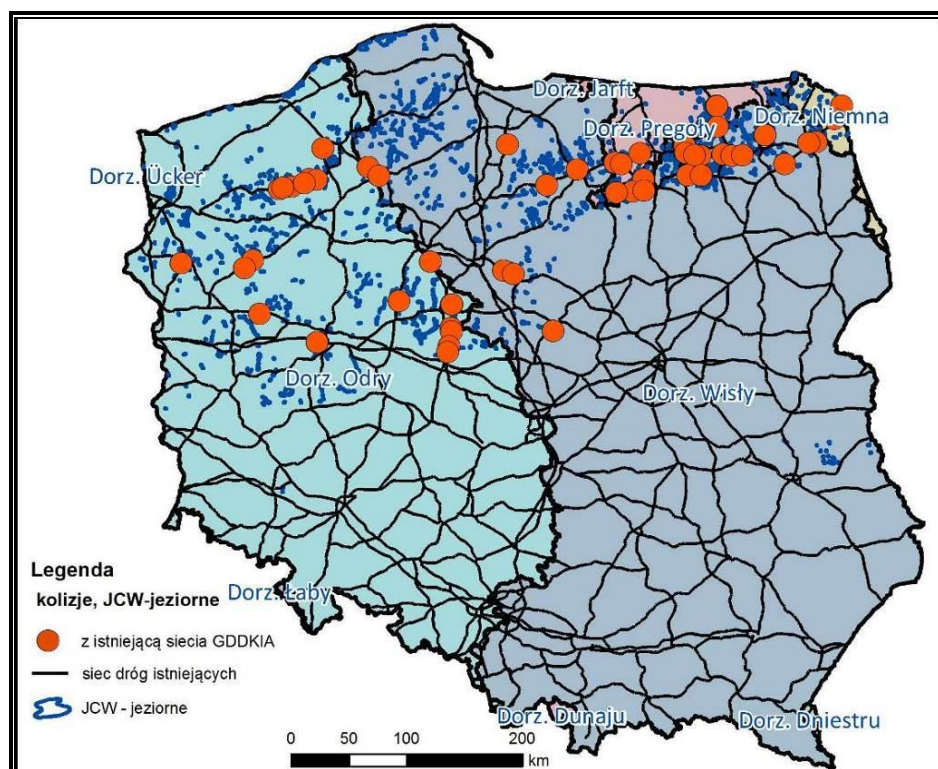 Dorz. Jarft
Dorz. Niemna
Dorz. Pregoły
Dorz. Ücker
Dorz. Odry
Dorz. Wisły
Legenda
kolizje, JCW-jeziorne
z istniejącą siecia GDDKIA
siec dróg istniejących
JCW - jeziorne
Dorz. Łaby
Dorz. Dunaju
Dorz. Dniestru
0 50 100 200
km